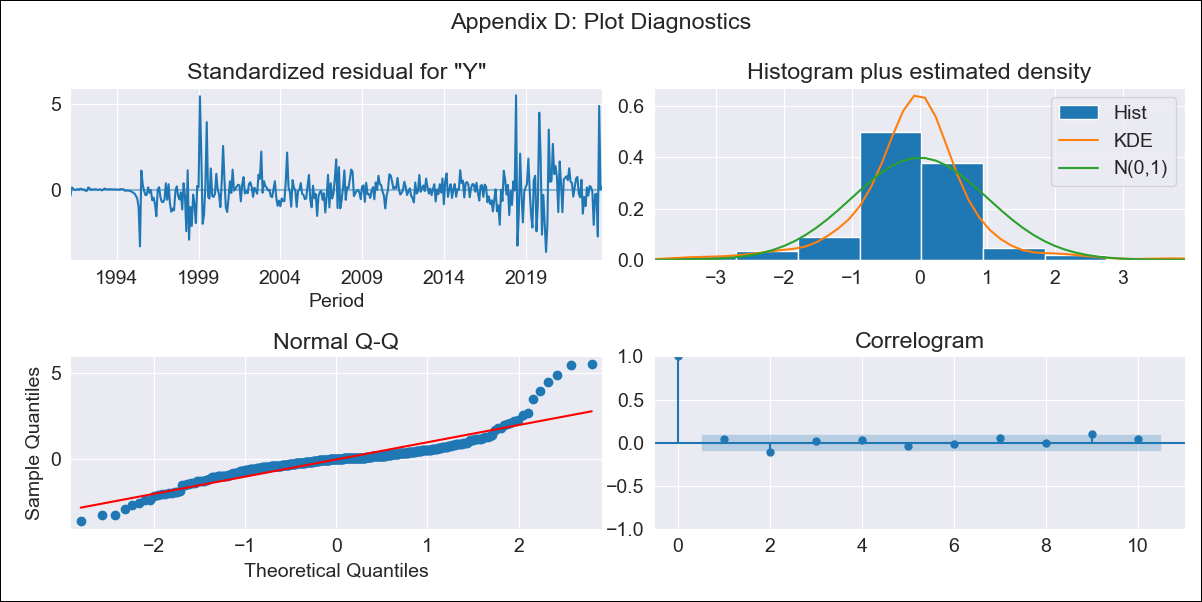 Appendix D: Plot Diagnostics
Standardized residual for "Y"
5
0
1994 1999 2004 2009 2014 2019
Period
Histogram plus estimated density
0.6
0.4
0.2
0.0
−3 −2 −1 0 1 2 3
Hist
KDE
N(0,1)
Normal Q-Q
Sample Quantiles
5
0
−2 −1 0 1 2
Theoretical Quantiles
Correlogram
1.0
0.5
0.0
−0.5
−1.0
0 2 4 6 8 10